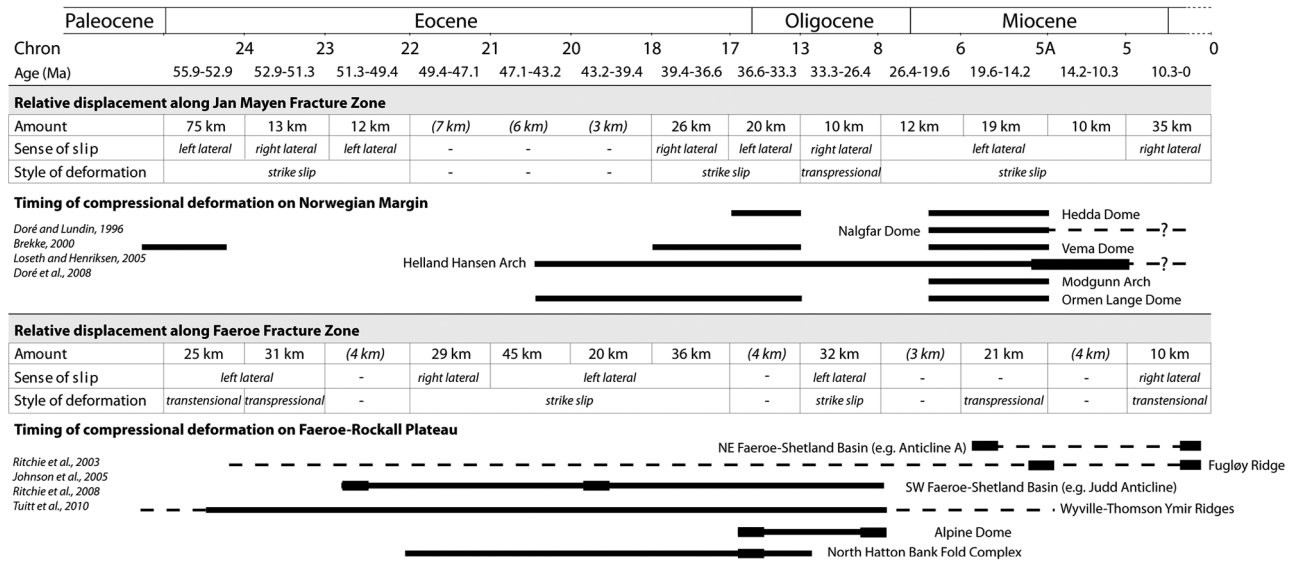 Paleocene Eocene Oligocene Miocene
Chron 24 23 22 21 20 18 17 13 8 6 5A 5 0
Age (Ma) 55.9-52.9 52.9-51.3 51.3-49.4 49.4-47.1 47.1-43.2 43.2-39.4 39.4-36.6 36.6-33.3 33.3-26.4 26.4-19.6 19.6-14.2 14.2-10.3 10.3-0
Relative displacement along Jan Mayen Fracture Zone
Amount 75 km 13 km 12 km (7 km) (6 km) (3 km) 26 km 20 km 10 km 12 km 19 km 10 km 35 km
Sense of slip left lateral right lateral left lateral - - - right lateral left lateral right lateral left lateral right lateral
Style of deformation strike slip - - - strike slip transpressional strike slip
Timing of compressional deformation on Norwegian Margin
Hedda Dome
Doré and Lundin, 1996 Nalgfar Dome ?
Brekke, 2000 Vema Dome
Loseth and Henriksen, 2005 Helland Hansen Arch ?
Doré et al., 2008
Modgunn Arch
Ormen Lange Dome
Relative displacement along Faeroe Fracture Zone
Amount 25 km 31 km (4 km) 29 km 45 km 20 km 36 km (4 km) 32 km (3 km) 21 km (4 km) 10 km
Sense of slip left lateral - right lateral left lateral - left lateral - - - right lateral
Style of deformation transtensional transpressional - strike slip - strike slip - transpressional - transtensional
Timing of compressional deformation on Faeroe-Rockall Plateau
NE Faeroe-Shetland Basin (e.g. Anticline A)
Ritchie et al., 2003 Fugløy Ridge
Johnson et al., 2005
Ritchie et al., 2008 SW Faeroe-Shetland Basin (e.g. Judd Anticline)
Tuitt et al., 2010 Wyville-Thomson Ymir Ridges
Alpine Dome
North Hatton Bank Fold Complex